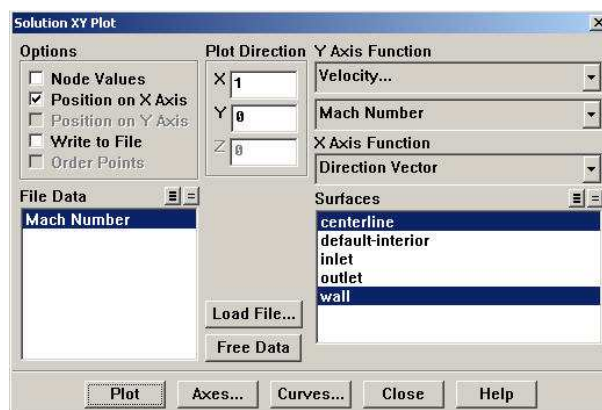 Solution XY Plot
Options
Node Values
Position on X Axis
Position on Y Axis
Write to File
Order Points
Plot Direction
X 1
Y 0
Z 0
Y Axis Function
Velocity...
Mach Number
X Axis Function
Direction Vector
File Data
Mach Number
Load File...
Free Data
Surfaces
centerline
default-interior
inlet
outlet
wall
Plot
Axes...
Curves...
Close
Help